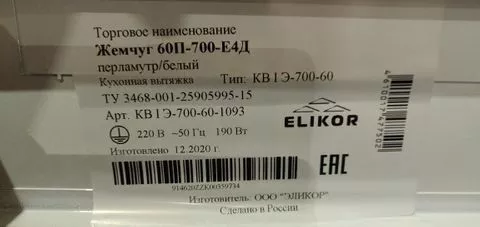 Торговое наименование
Жемчуг 60П-700-Е4Д
перламутр/белый
Кухонная вытяжка Тип: КВ I Э-700-60
ТУ 3468-001-25905995-15
Арт. КВ I Э-700-60-1093
220 В ~50 Гц 190 Вт
Изготовлено 12.2020 г.
ELIKOR
EAC
914620ZZK00359734
Изготовитель: ООО "ЭЛИКОР"
Сделано в России